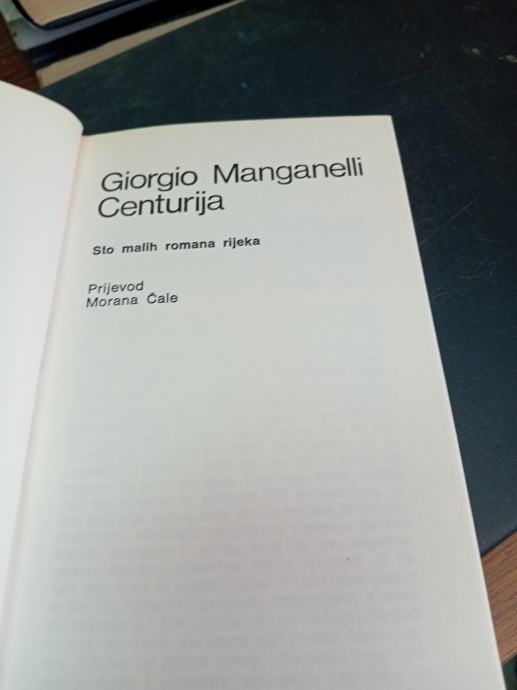 Giorgio Manganelli
Centurija
Sto malih romana rijeka
Prijevod
Morana Čale